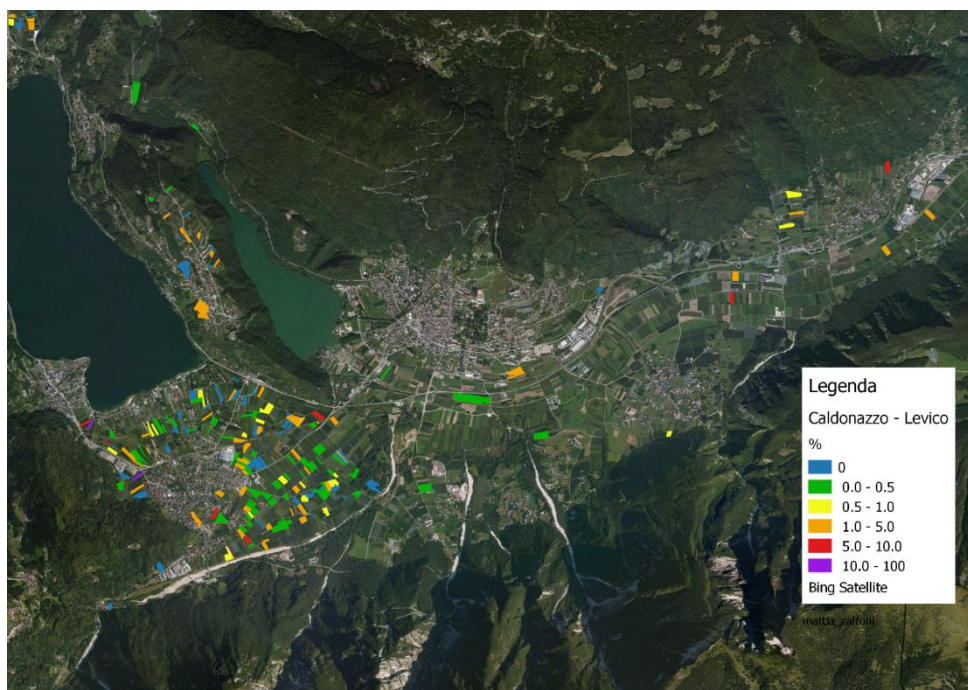 Legenda
Caldonazzo - Levico
%
0
0.0 - 0.5
0.5 - 1.0
1.0 - 5.0
5.0 - 10.0
10.0 - 100
Bing Satellite
mattia_zaffoni